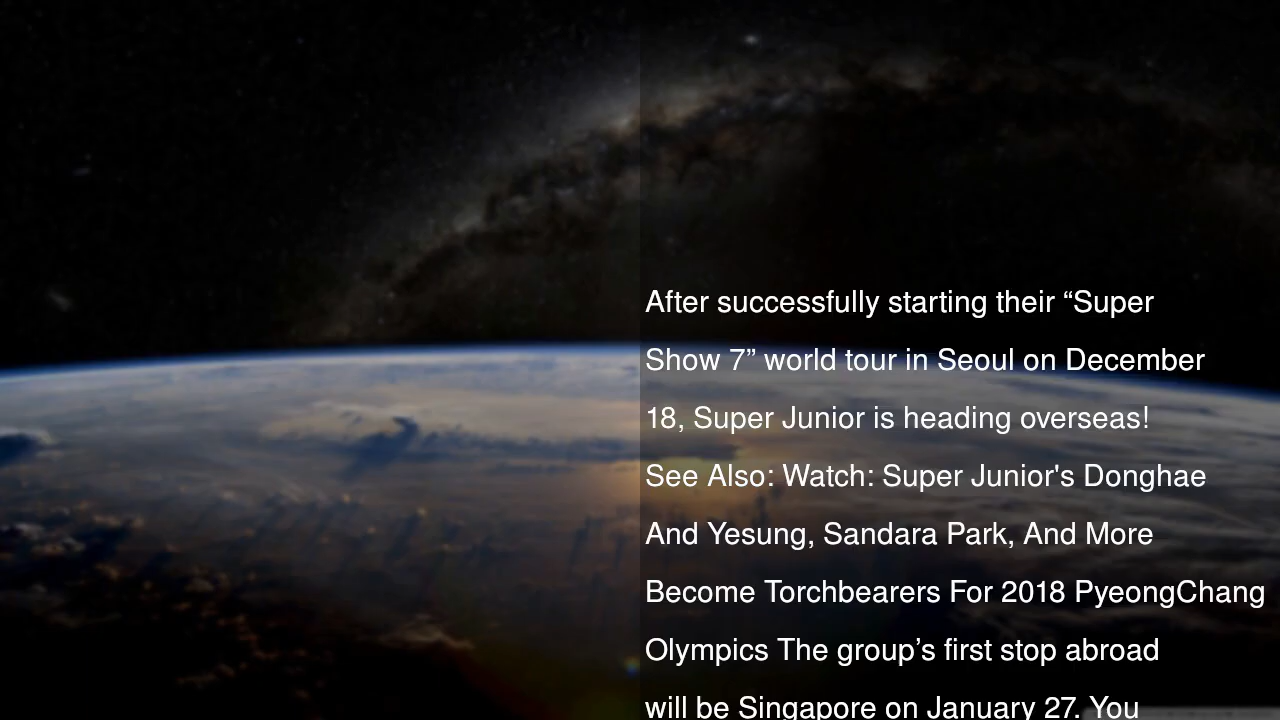 After successfully starting their “Super
Show 7” world tour in Seoul on December
18, Super Junior is heading overseas!
See Also: Watch: Super Junior's Donghae
And Yesung, Sandara Park, And More
Become Torchbearers For 2018 PyeongChang
Olympics The group’s first stop abroad
will be Singapore on January 27. You